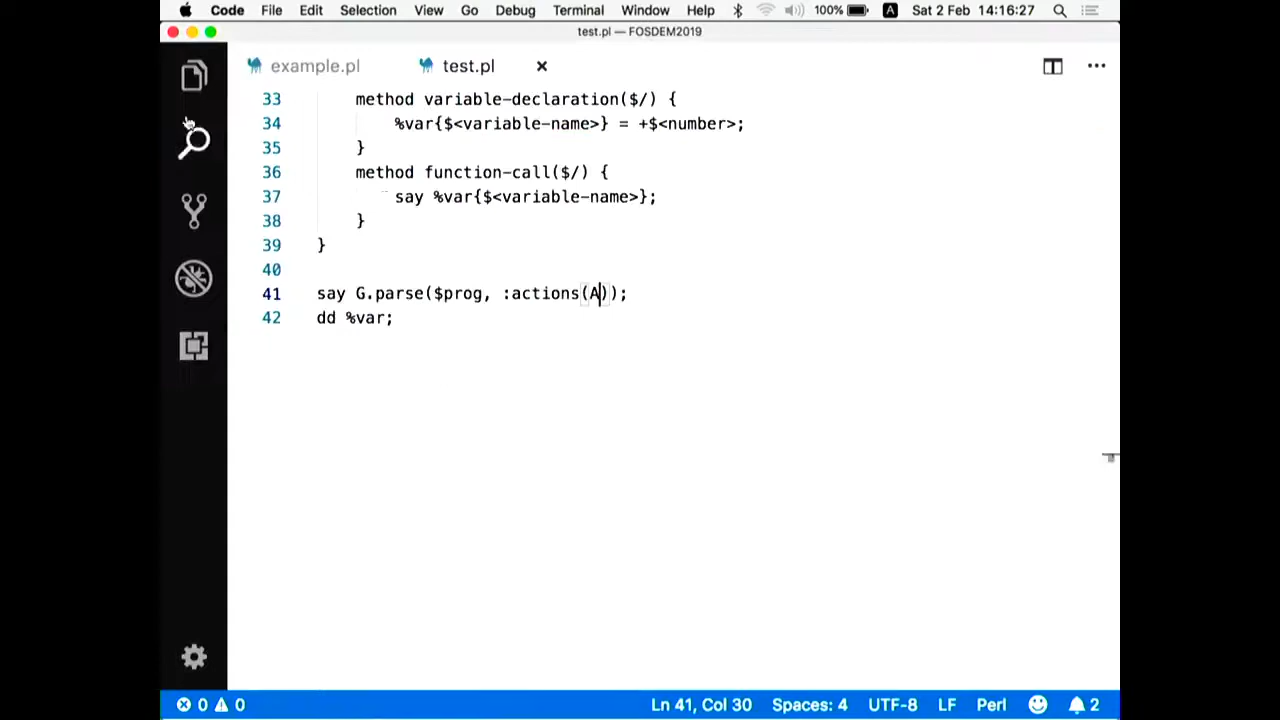 Code File Edit Selection View Go Debug Terminal Window Help 100% A Sat 2 Feb 14:16:27
test.pl — FOSDEM2019
example.pl test.pl
33 method variable-declaration($/) {
34 %var{$<variable-name>} = +$<number>;
35 }
36 method function-call($/) {
37 say %var{$<variable-name>};
38 }
39 }
40
41 say G.parse($prog, :actions(A));
42 dd %var;
0 0 Ln 41, Col 30 Spaces: 4 UTF-8 LF Perl 2